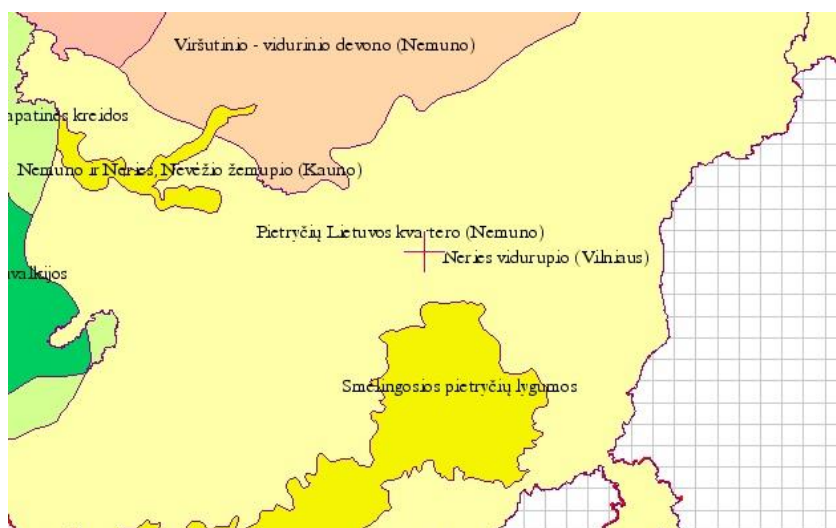 Viršutinio - vidurinio devono (Nemuno)
apatinės kreidos
Nemuno ir Neries, Nevėžio žemupio (Kauno)
Pietryčių Lietuvos kvartero (Nemuno)
Neries vidurupio (Vilniaus)
uvalkijos
Smėlingosios pietryčių lygumos